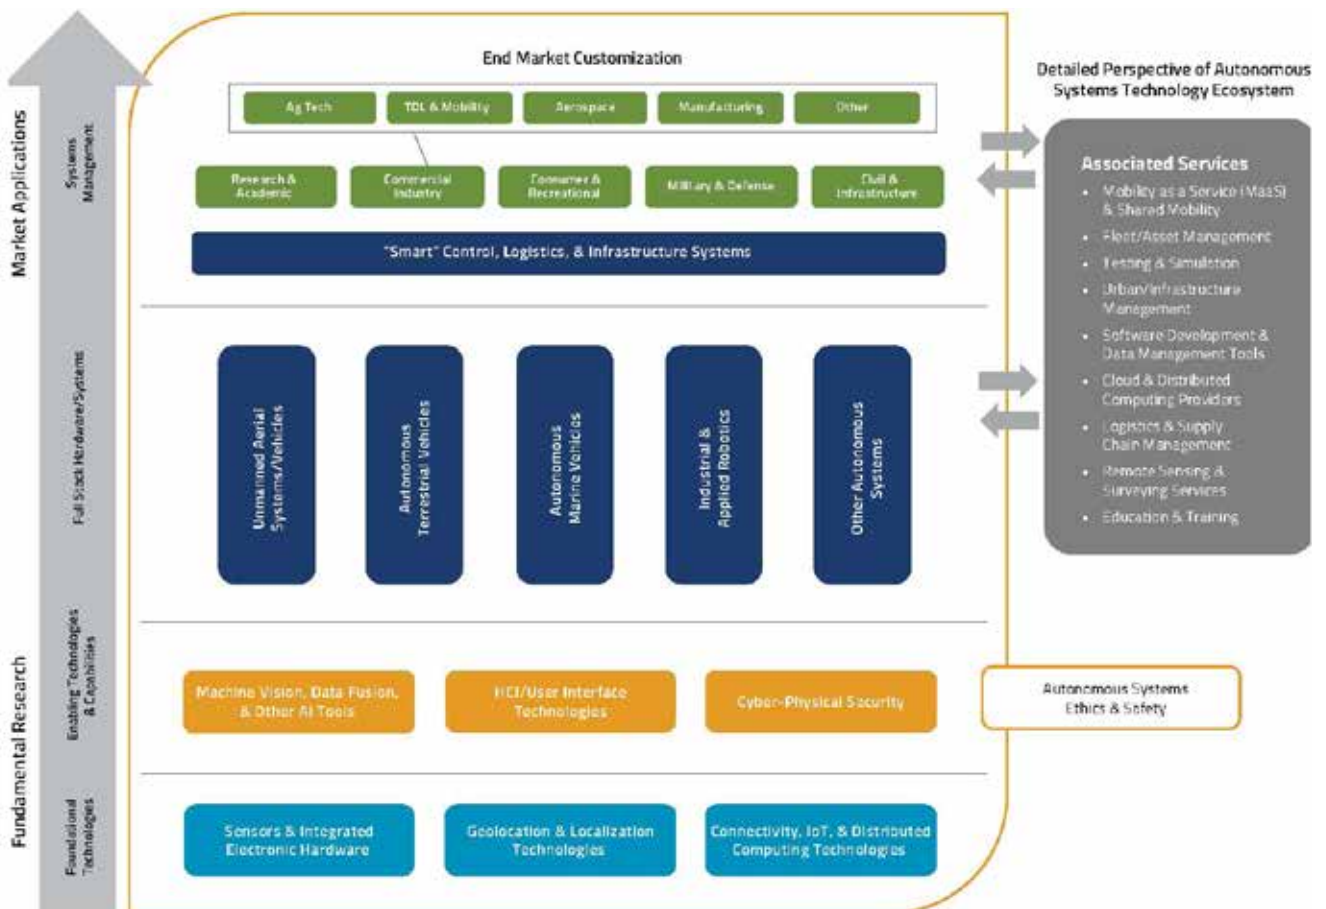 End Market Customization
Detailed Perspective of Autonomous
Systems Technology Ecosystem
Market Applications
Systems
Management
Ag Tech
TDL & Mobility
Aerospace
Manufacturing
Other
Research &
Academic
Commercial
Industry
Consumer &
Recreational
Military & Defense
Civil &
Infrastructure
"Smart" Control, Logistics, & Infrastructure Systems
Associated Services
• Mobility as a Service (MaaS)
& Shared Mobility
• Fleet/Asset Management
• Testing & Simulation
• Urban/Infrastructure
Management
• Software Development &
Data Management Tools
• Cloud & Distributed
Computing Providers
• Logistics & Supply
Chain Management
• Remote Sensing &
Surveying Services
• Education & Training
Full Stack Hardware/Systems
Unmanned Aerial
Systems/Vehicles
Autonomous
Terrestrial Vehicles
Autonomous
Marine Vehicles
Industrial &
Applied Robotics
Other Autonomous
Systems
Fundamental Research
Enabling Technologies
& Capabilities
Machine Vision, Data Fusion,
& Other AI Tools
HCI/User Interface
Technologies
Cyber-Physical Security
Autonomous Systems
Ethics & Safety
Foundational
Technologies
Sensors & Integrated
Electronic Hardware
Geolocation & Localization
Technologies
Connectivity, IoT, & Distributed
Computing Technologies